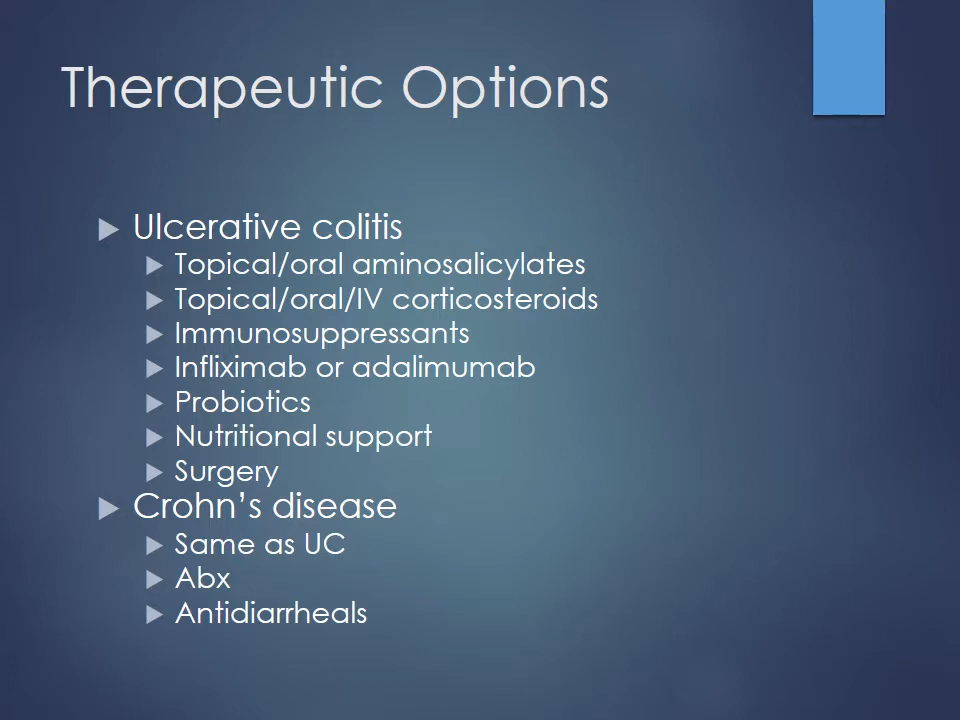 Therapeutic Options
Ulcerative colitis
Topical/oral aminosalicylates
Topical/oral/IV corticosteroids
Immunosuppressants
Infliximab or adalimumab
Probiotics
Nutritional support
Surgery
Crohn’s disease
Same as UC
Abx
Antidiarrheals